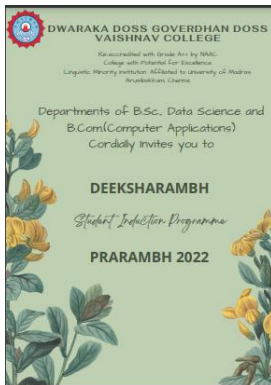 DWARAKA DOSS GOVERDHAN DOSS
VAISHNAV COLLEGE
Re-accredited with Grade A++ by NAAC
College with Potential for Excellence
Linguistic Minority Institution, Affiliated to University of Madras
Arumbakkam, Chennai
Departments of B.Sc., Data Science and
B.Com(Computer Applications)
Cordially Invites you to
DEEKSHARAMBH
Student Induction Programme
PRARAMBH 2022